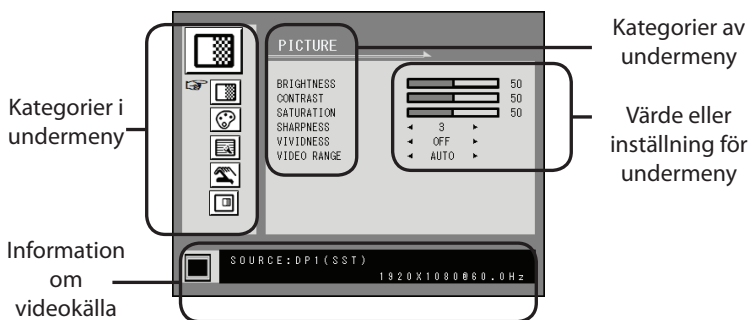 Kategorier i
undermeny
Information
om
videokälla
PICTURE
BRIGHTNESS 50
CONTRAST 50
SATURATION 50
SHARPNESS ◄ 3 ►
VIVIDNESS ◄ OFF ►
VIDEO RANGE ◄ AUTO ►
SOURCE:DP1(SST)
1920X1080@60.0Hz
Kategorier av
undermeny
Värde eller
inställning för
undermeny